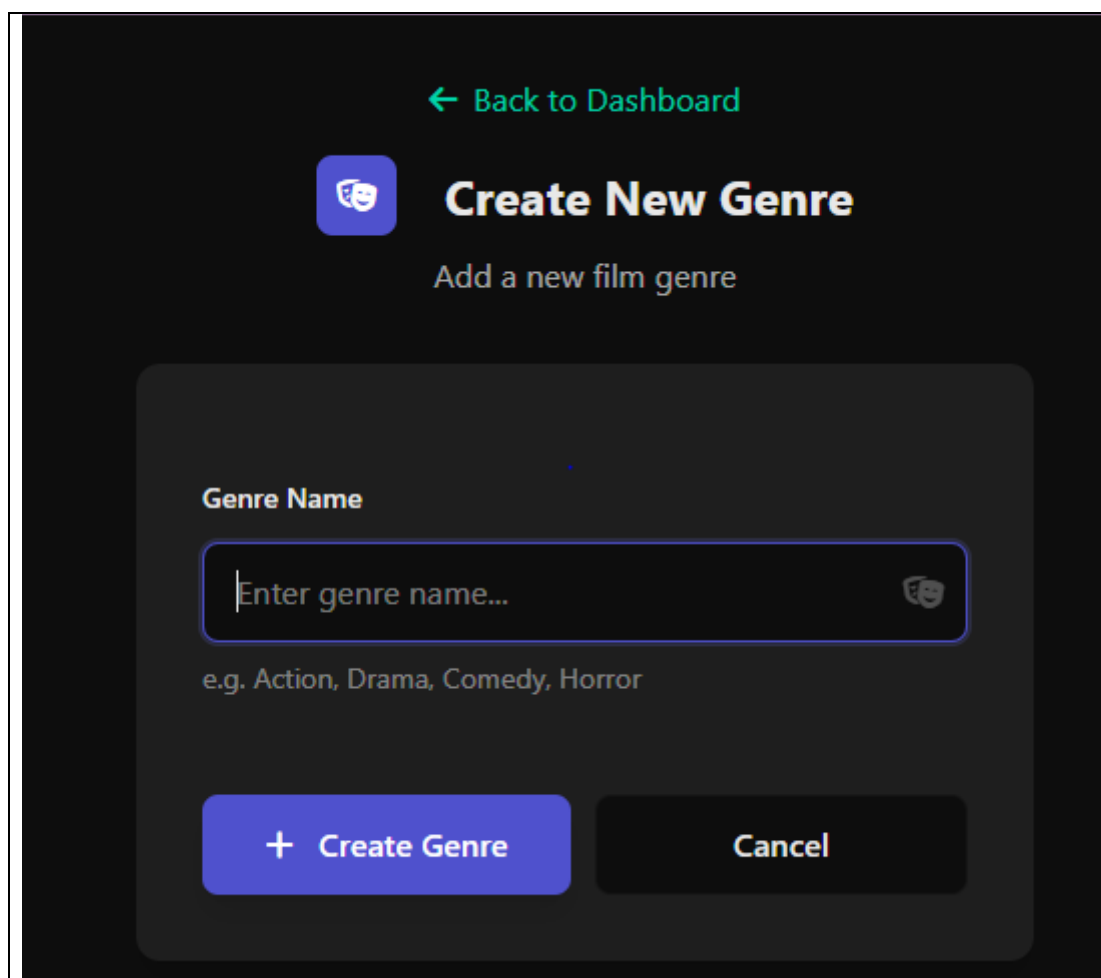 ← Back to Dashboard
Create New Genre
Add a new film genre
Genre Name
Enter genre name...
e.g. Action, Drama, Comedy, Horror
+ Create Genre
Cancel